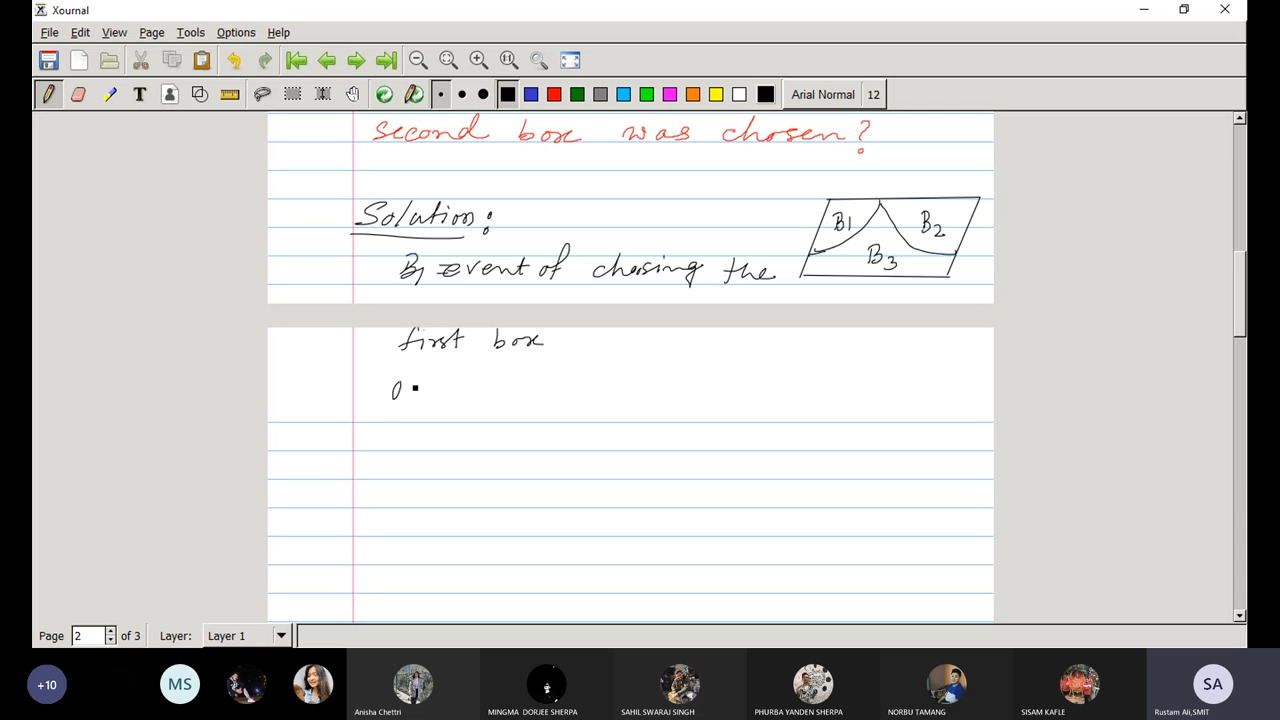 Xournal
File Edit View Page Tools Options Help
Arial Normal 12
second box was chosen?
Solution:
B1 B2
B3
B1 = event of choosing the
first box
Page 2 of 3 Layer: Layer 1
+10 MS SA
Anisha Chettri MINGMA DORJEE SHERPA SAHIL SWARAJ SINGH PHURBA YANDEN SHERPA NORBU TAMANG SISAM KAFLE Rustam Ali,SMIT